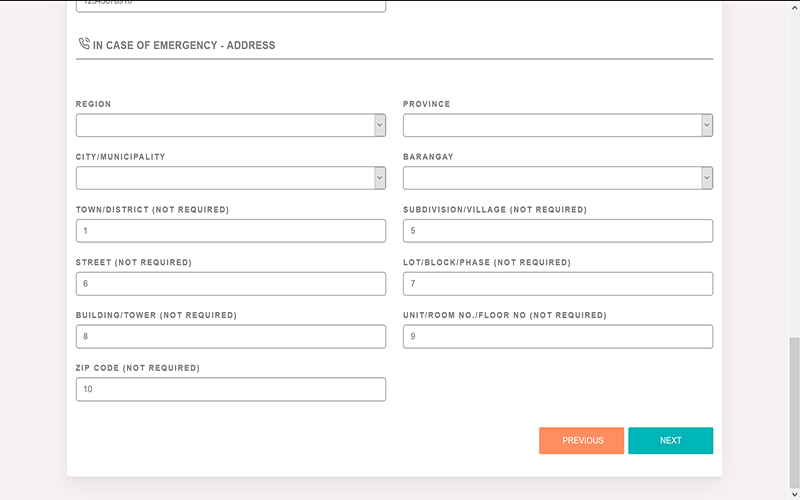 IN CASE OF EMERGENCY - ADDRESS
REGION
PROVINCE
CITY/MUNICIPALITY
BARANGAY
TOWN/DISTRICT (NOT REQUIRED)
SUBDIVISION/VILLAGE (NOT REQUIRED)
1
5
STREET (NOT REQUIRED)
LOT/BLOCK/PHASE (NOT REQUIRED)
6
7
BUILDING/TOWER (NOT REQUIRED)
UNIT/ROOM NO./FLOOR NO (NOT REQUIRED)
8
9
ZIP CODE (NOT REQUIRED)
10
PREVIOUS
NEXT